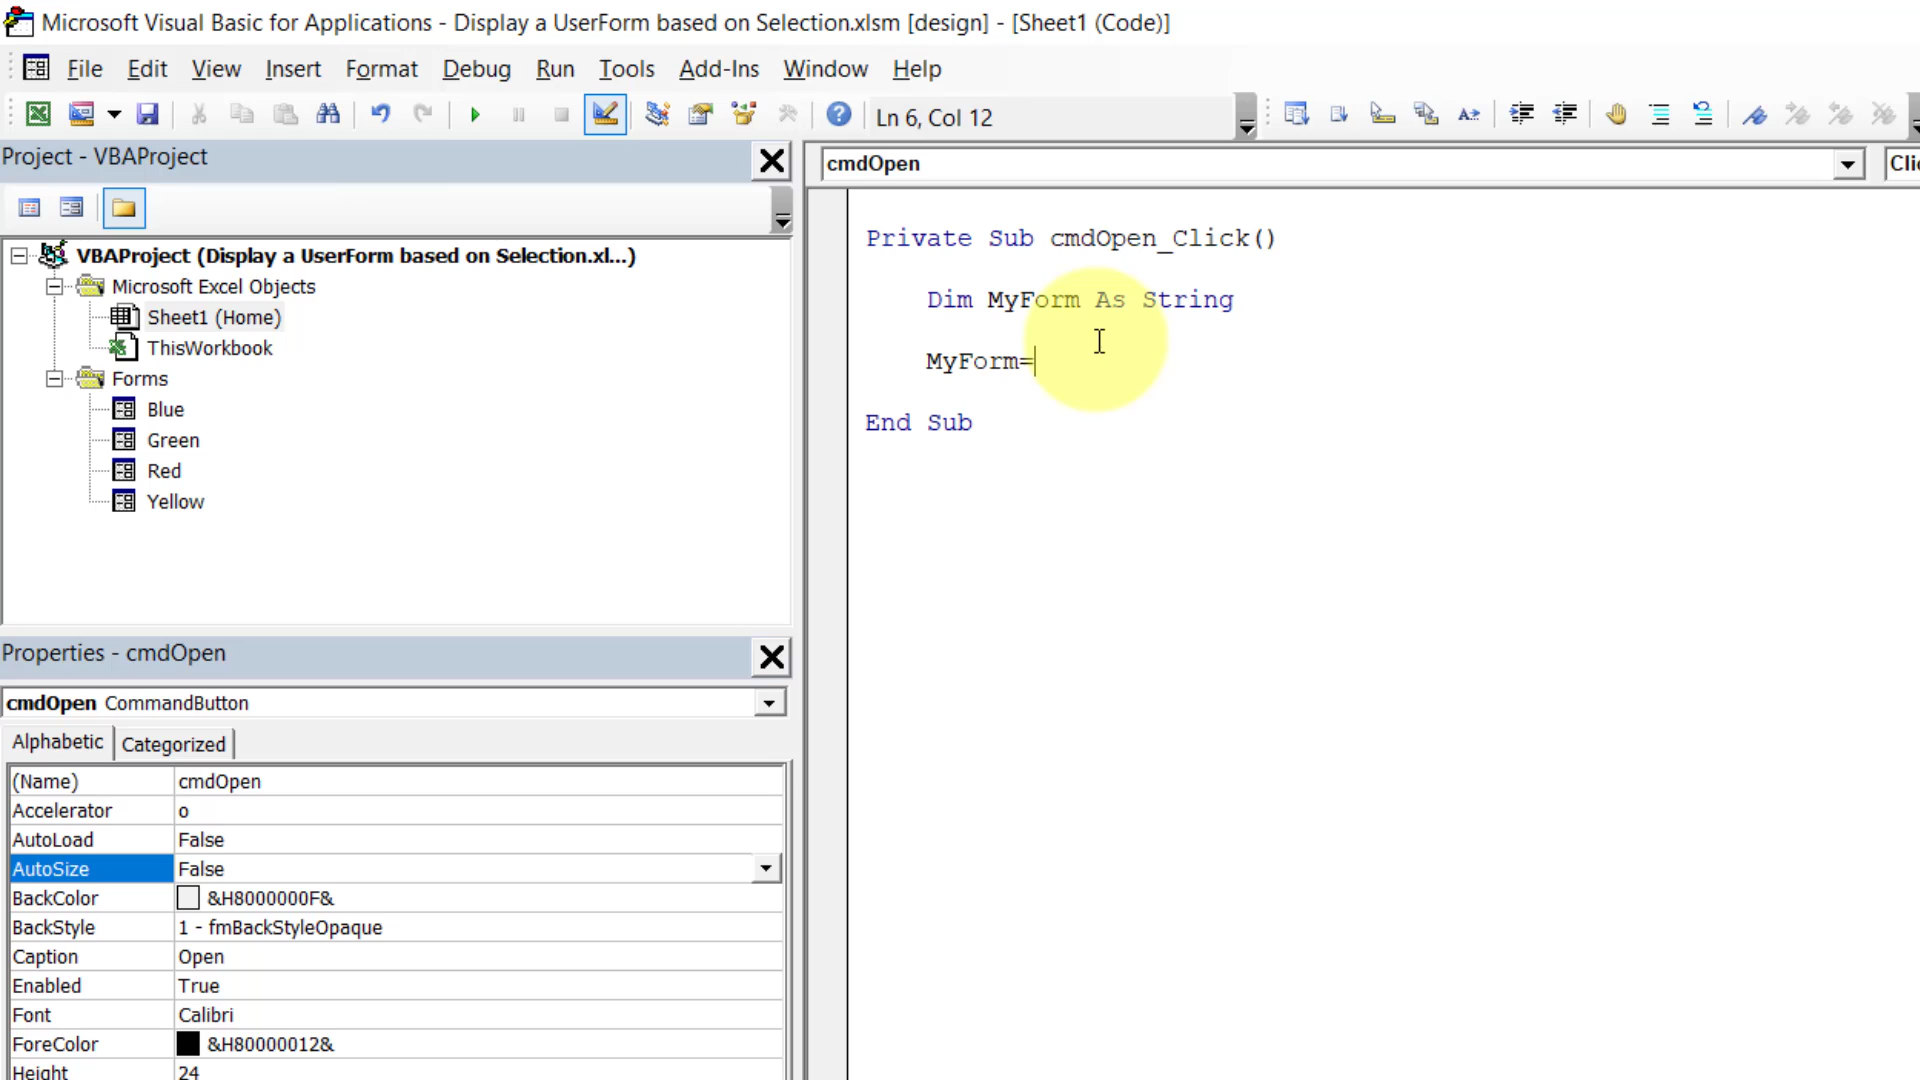 Microsoft Visual Basic for Applications - Display a UserForm based on Selection.xlsm [design] - [Sheet1 (Code)]
File Edit View Insert Format Debug Run Tools Add-Ins Window Help
Ln 6, Col 12
Project - VBAProject
VBAProject (Display a UserForm based on Selection.xl...)
Microsoft Excel Objects
Sheet1 (Home)
ThisWorkbook
Forms
Blue
Green
Red
Yellow
Properties - cmdOpen
cmdOpen CommandButton
Alphabetic Categorized
(Name) cmdOpen
Accelerator o
AutoLoad False
AutoSize False
BackColor &H8000000F&
BackStyle 1 - fmBackStyleOpaque
Caption Open
Enabled True
Font Calibri
ForeColor &H80000012&
Height 24
cmdOpen
Private Sub cmdOpen_Click()
Dim MyForm As String
MyForm=
End Sub